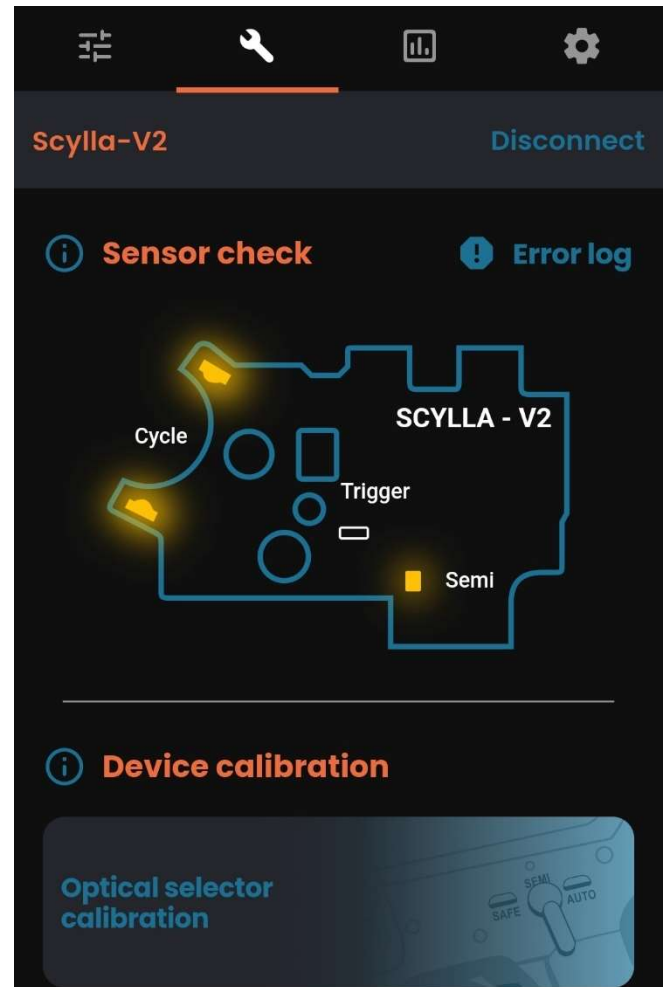 Scylla-V2
Disconnect
Sensor check
Error log
SCYLLA - V2
Cycle
Trigger
Semi
Device calibration
Optical selector
calibration
SAFE
SEMI
AUTO